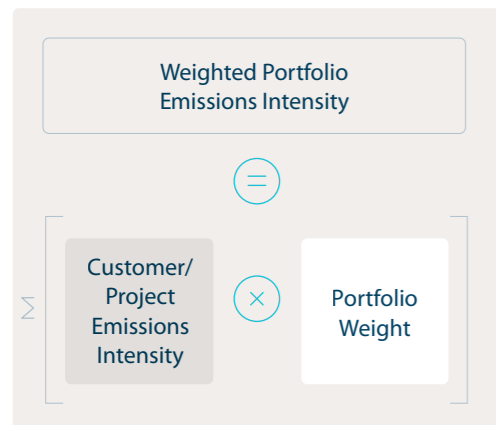 Weighted Portfolio
Emissions Intensity
=
Σ
Customer/
Project
Emissions
Intensity
×
Portfolio
Weight